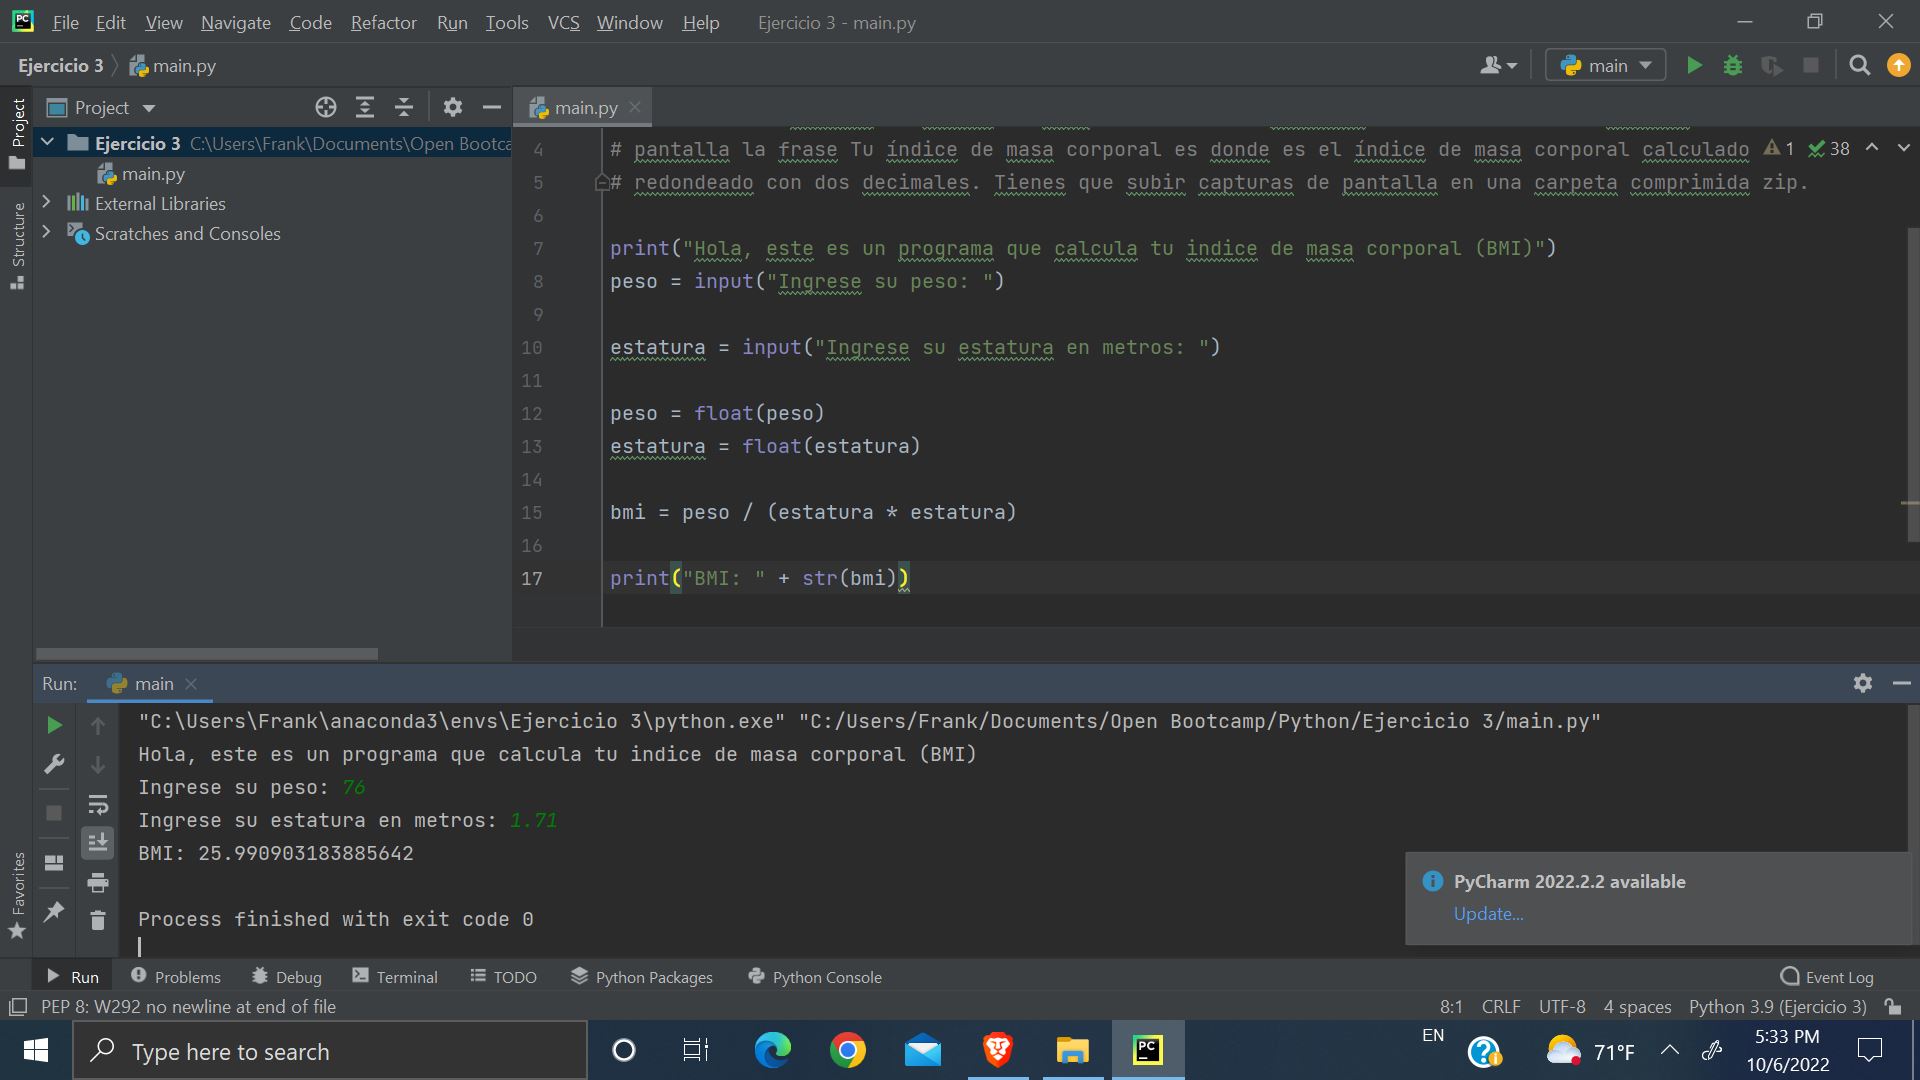 File Edit View Navigate Code Refactor Run Tools VCS Window Help Ejercicio 3 - main.py
Ejercicio 3 main.py
main
Project
main.py
Project
Structure
Favorites
Ejercicio 3 C:\Users\Frank\Documents\Open Bootca
main.py
External Libraries
Scratches and Consoles
4 # pantalla la frase Tu índice de masa corporal es donde es el índice de masa corporal calculado
1 38
5 # redondeado con dos decimales. Tienes que subir capturas de pantalla en una carpeta comprimida zip.
6
7 print("Hola, este es un programa que calcula tu indice de masa corporal (BMI)")
8 peso = input("Ingrese su peso: ")
9
10 estatura = input("Ingrese su estatura en metros: ")
11
12 peso = float(peso)
13 estatura = float(estatura)
14
15 bmi = peso / (estatura * estatura)
16
17 print("BMI: " + str(bmi))
Run: main
"C:\Users\Frank\anaconda3\envs\Ejercicio 3\python.exe" "C:/Users/Frank/Documents/Open Bootcamp/Python/Ejercicio 3/main.py"
Hola, este es un programa que calcula tu indice de masa corporal (BMI)
Ingrese su peso: 76
Ingrese su estatura en metros: 1.71
BMI: 25.990903183885642
Process finished with exit code 0
PyCharm 2022.2.2 available
Update...
Run Problems Debug Terminal TODO Python Packages Python Console Event Log
PEP 8: W292 no newline at end of file 8:1 CRLF UTF-8 4 spaces Python 3.9 (Ejercicio 3)
Type here to search
EN
71°F
5:33 PM
10/6/2022